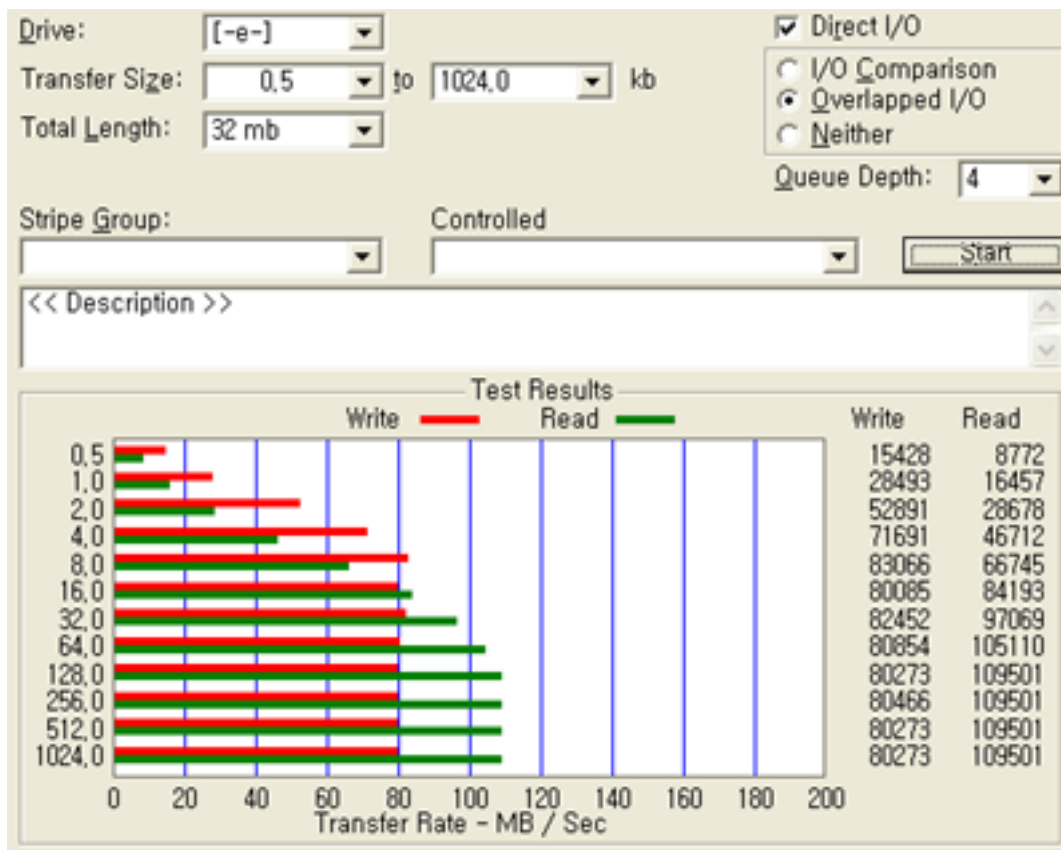 Drive: [-e-] Direct I/O
Transfer Size: 0,5 to 1024,0 kb I/O Comparison
Total Length: 32 mb Overlapped I/O
Neither
Queue Depth: 4
Stripe Group: Controlled
Start
<< Description >>
Test Results
Write Read Write Read
0,5 15428 8772
1,0 28493 16457
2,0 52891 28678
4,0 71691 46712
8,0 83066 66745
16,0 80085 84193
32,0 82452 97069
64,0 80854 105110
128,0 80273 109501
256,0 80466 109501
512,0 80273 109501
1024,0 80273 109501
0 20 40 60 80 100 120 140 160 180 200
Transfer Rate - MB / Sec